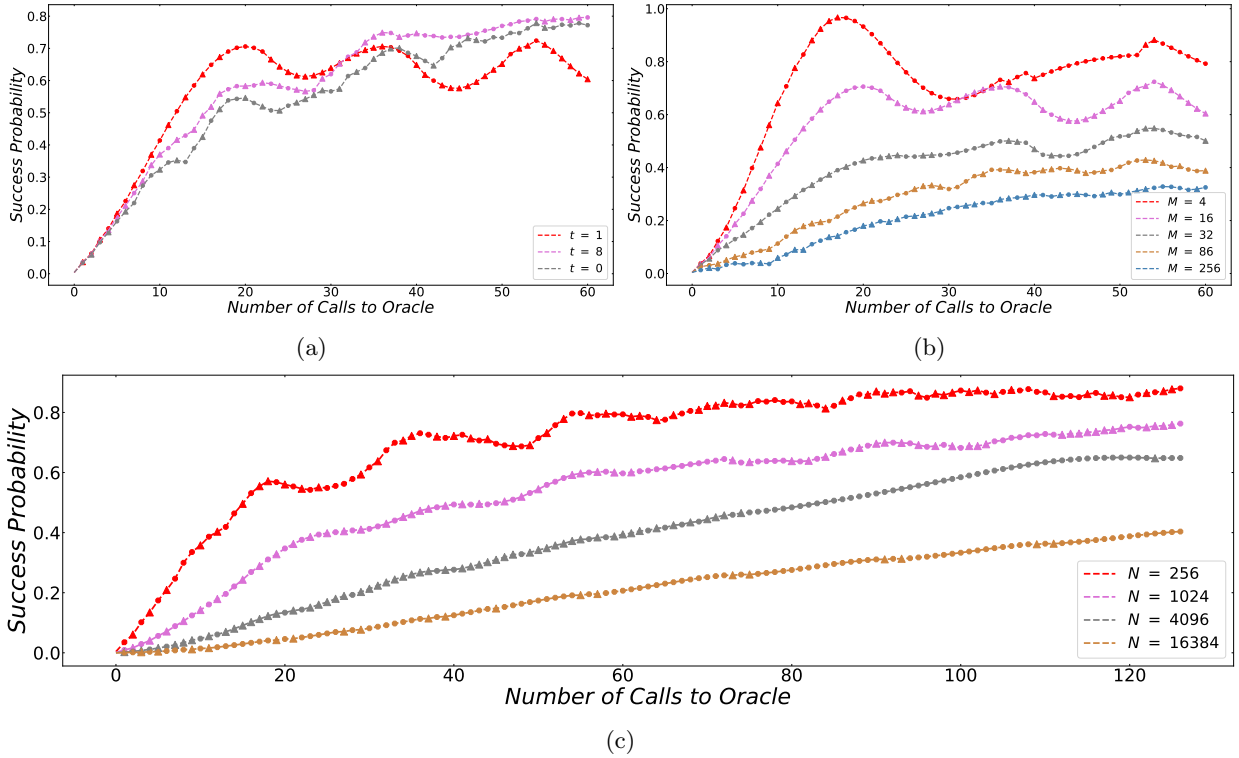 Success Probability
0.0
0.1
0.2
0.3
0.4
0.5
0.6
0.7
0.8
0 10 20 30 40 50 60
Number of Calls to Oracle
t = 1
t = 8
t = 0
(a)
Success Probability
0.0
0.2
0.4
0.6
0.8
1.0
0 10 20 30 40 50 60
Number of Calls to Oracle
M = 4
M = 16
M = 32
M = 86
M = 256
(b)
Success Probability
0.0
0.2
0.4
0.6
0.8
0 20 40 60 80 100 120
Number of Calls to Oracle
N = 256
N = 1024
N = 4096
N = 16384
(c)